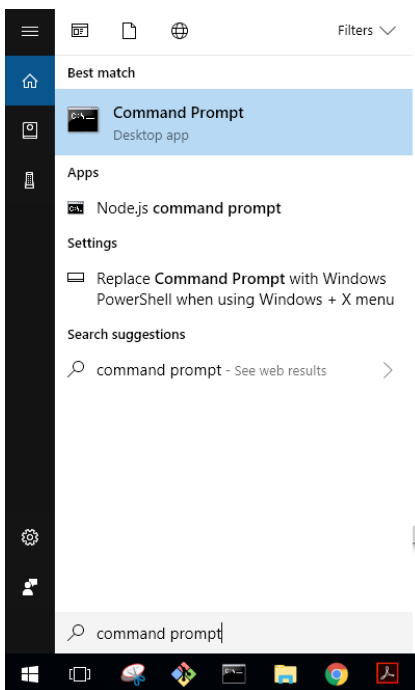 Filters
Best match
Command Prompt
Desktop app
Apps
Node.js command prompt
Settings
Replace Command Prompt with Windows
PowerShell when using Windows + X menu
Search suggestions
command prompt - See web results
command prompt